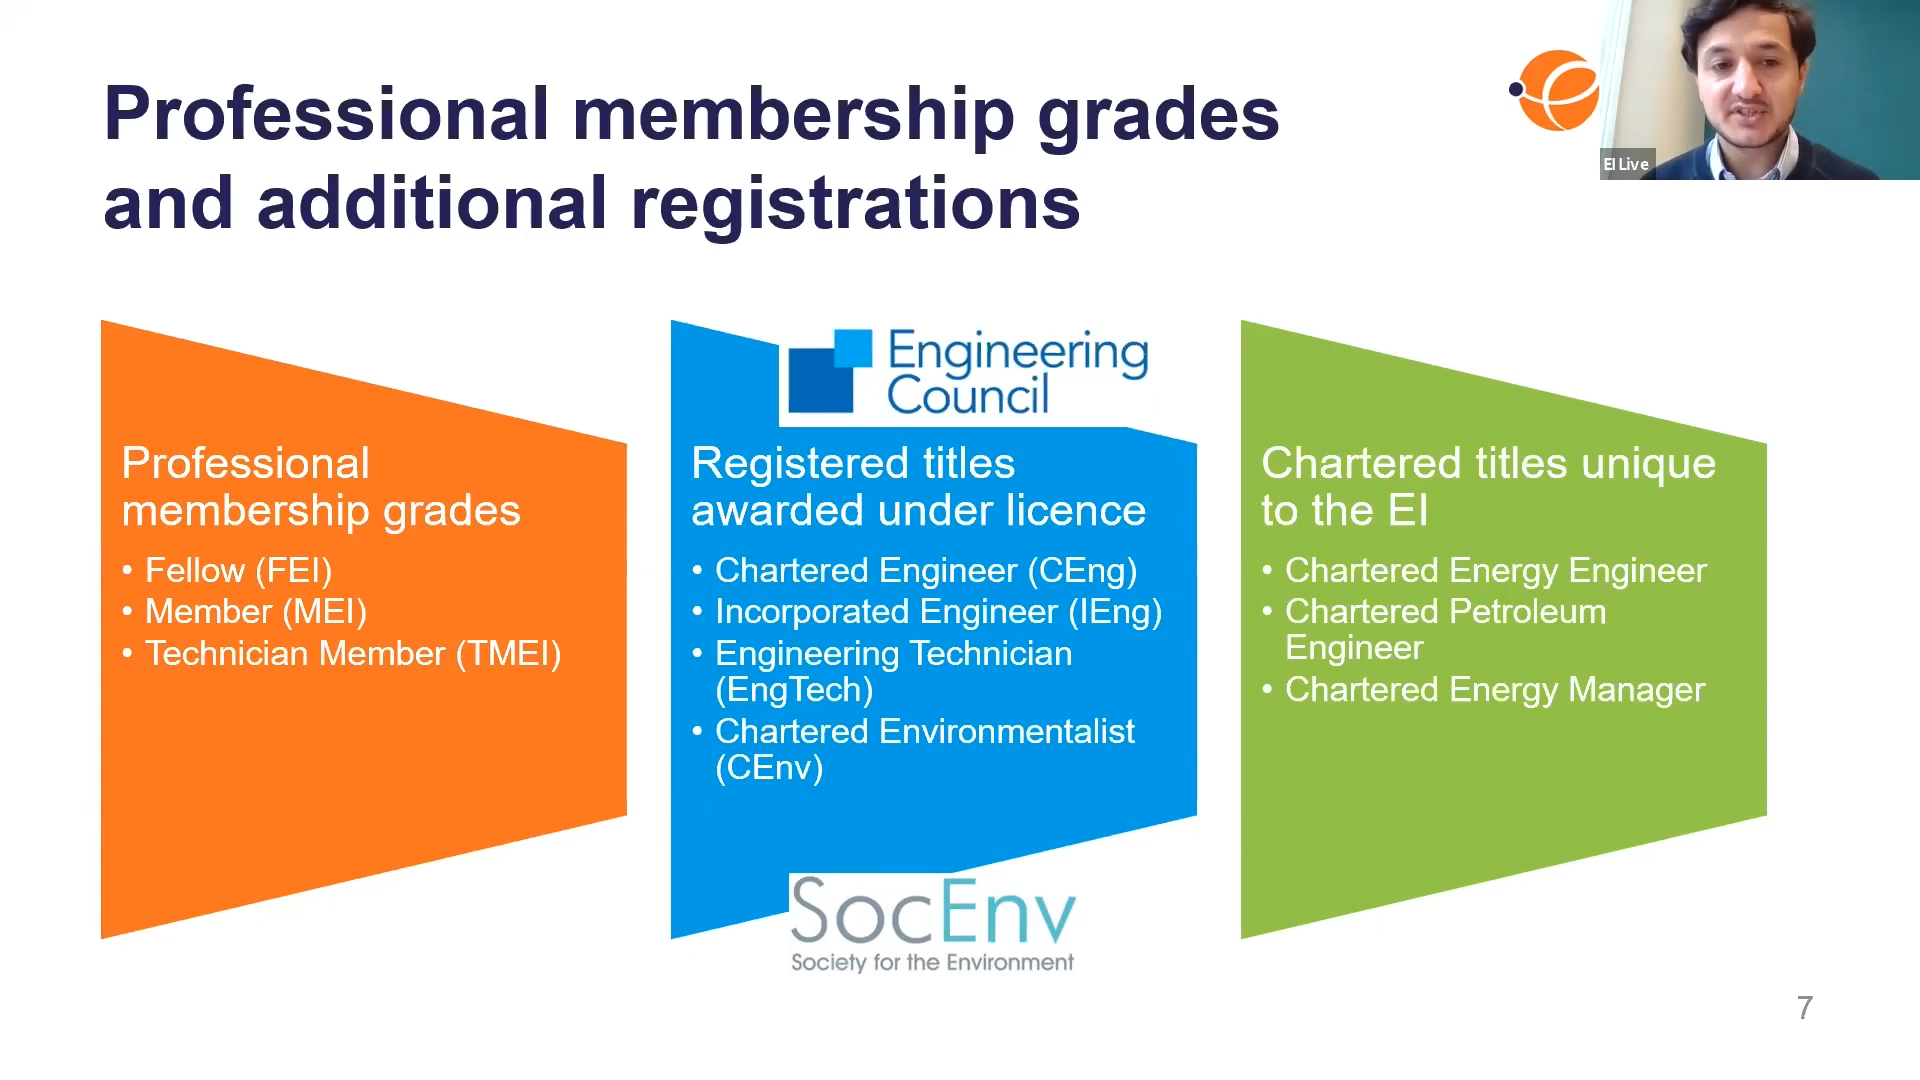 Professional membership grades
and additional registrations
EI Live
Professional
membership grades
• Fellow (FEI)
• Member (MEI)
• Technician Member (TMEI)
Engineering
Council
Registered titles
awarded under licence
• Chartered Engineer (CEng)
• Incorporated Engineer (IEng)
• Engineering Technician
(EngTech)
• Chartered Environmentalist
(CEnv)
SocEnv
Society for the Environment
Chartered titles unique
to the EI
• Chartered Energy Engineer
• Chartered Petroleum
Engineer
• Chartered Energy Manager
7